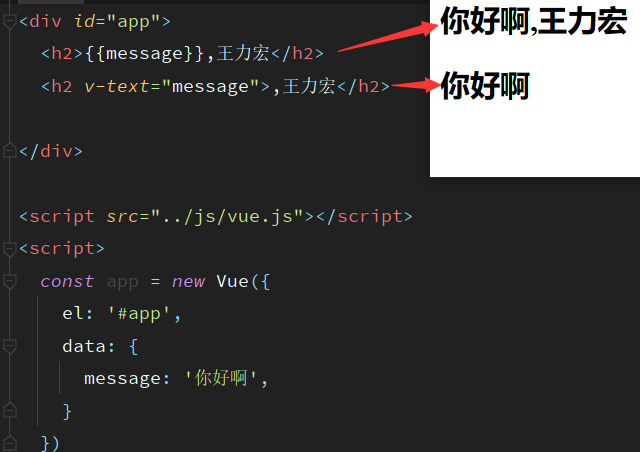 <div id="app">
<h2>{{message}},王力宏</h2>
<h2 v-text="message">,王力宏</h2>
</div>
<script src="../js/vue.js"></script>
<script>
const app = new Vue({
el: '#app',
data: {
message: '你好啊',
}
})
你好啊,王力宏
你好啊